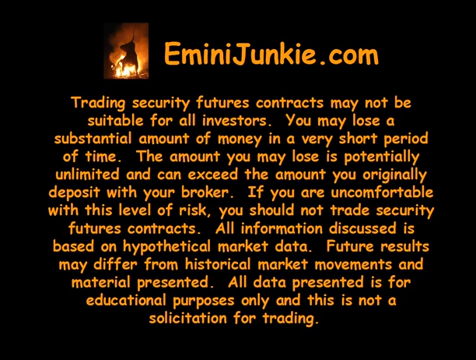 EminiJunkie.com
Trading security futures contracts may not be
suitable for all investors. You may lose a
substantial amount of money in a very short period
of time. The amount you may lose is potentially
unlimited and can exceed the amount you originally
deposit with your broker. If you are uncomfortable
with this level of risk, you should not trade security
futures contracts. All information discussed is
based on hypothetical market data. Future results
may differ from historical market movements and
material presented. All data presented is for
educational purposes only and this is not a
solicitation for trading.